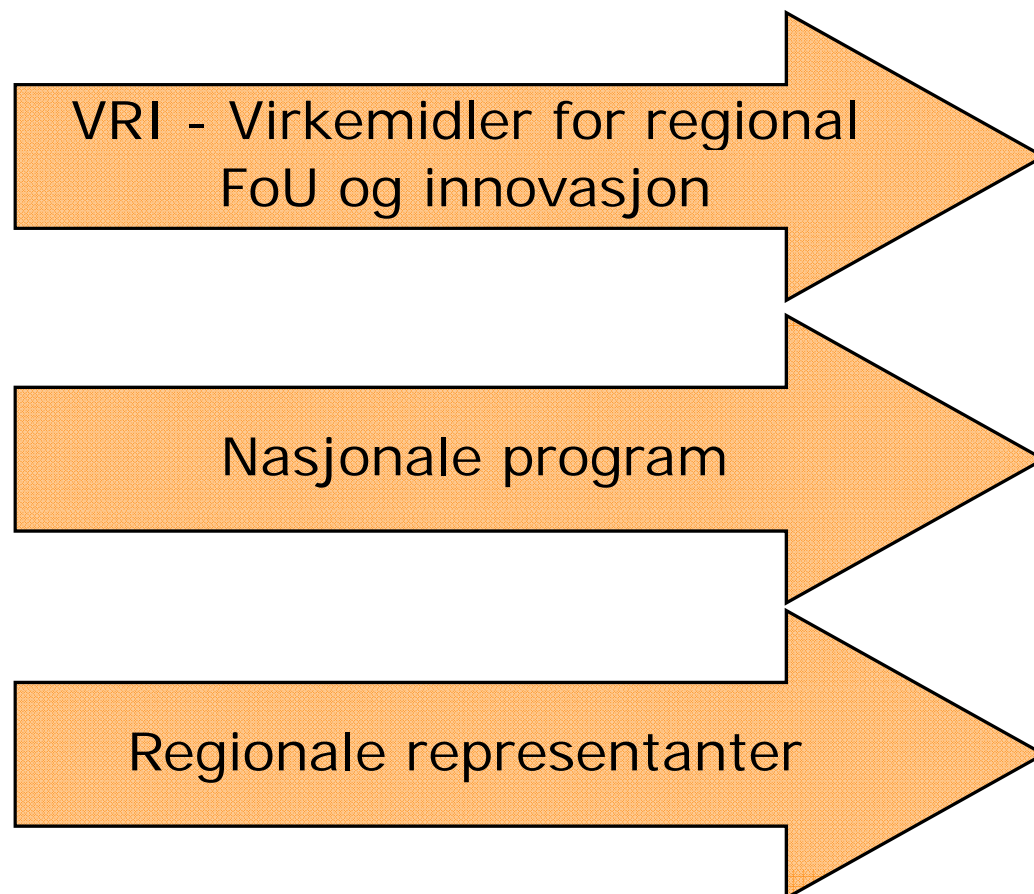 VRI - Virkemidler for regional
FoU og innovasjon
Nasjonale program
Regionale representanter